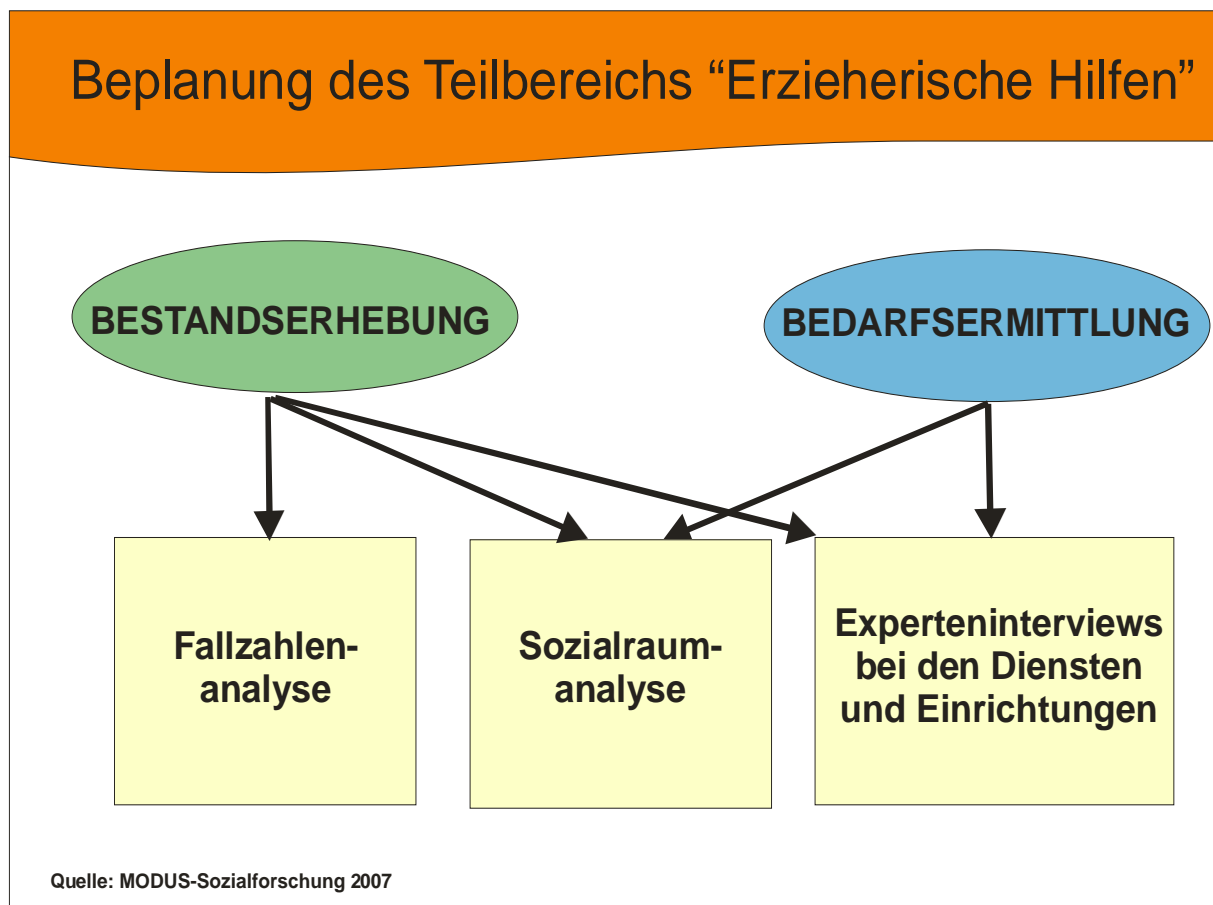 Beplanung des Teilbereichs “Erzieherische Hilfen”
BESTANDSERHEBUNG
BEDARFSERMITTLUNG
Fallzahlen-
analyse
Sozialraum-
analyse
Experteninterviews
bei den Diensten
und Einrichtungen
Quelle: MODUS-Sozialforschung 2007